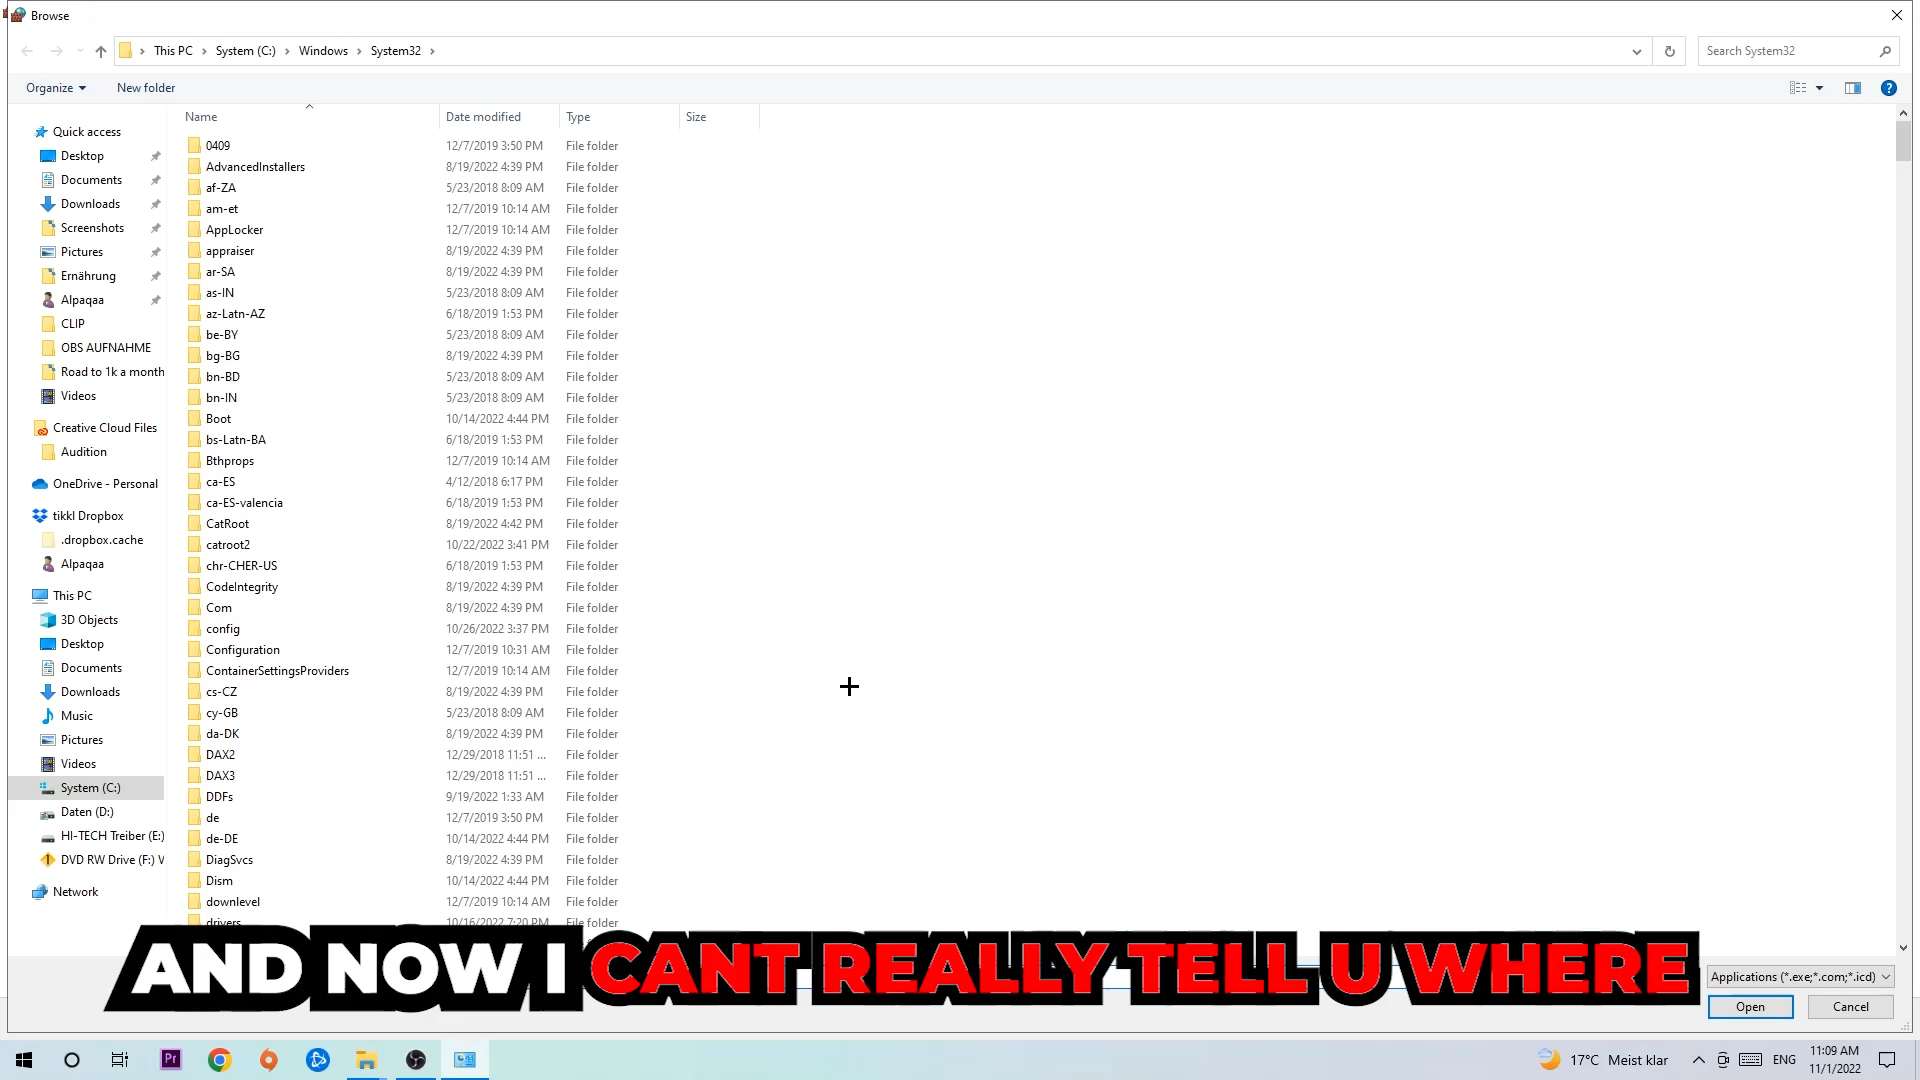 Browse
This PC > System (C:) > Windows > System32 >
Search System32
Organize New folder
Name Date modified Type Size
Quick access
Desktop
Documents
Downloads
Screenshots
Pictures
Ernährung
Alpaqaa
CLIP
OBS AUFNAHME
Road to 1k a month
Videos
Creative Cloud Files
Audition
OneDrive - Personal
tikkl Dropbox
.dropbox.cache
Alpaqaa
This PC
3D Objects
Desktop
Documents
Downloads
Music
Pictures
Videos
System (C:)
Daten (D:)
HI-TECH Treiber (E:)
DVD RW Drive (F:) V
Network
0409 12/7/2019 3:50 PM File folder
AdvancedInstallers 8/19/2022 4:39 PM File folder
af-ZA 5/23/2018 8:09 AM File folder
am-et 12/7/2019 10:14 AM File folder
AppLocker 12/7/2019 10:14 AM File folder
appraiser 8/19/2022 4:39 PM File folder
ar-SA 8/19/2022 4:39 PM File folder
as-IN 5/23/2018 8:09 AM File folder
az-Latn-AZ 6/18/2019 1:53 PM File folder
be-BY 5/23/2018 8:09 AM File folder
bg-BG 8/19/2022 4:39 PM File folder
bn-BD 5/23/2018 8:09 AM File folder
bn-IN 5/23/2018 8:09 AM File folder
Boot 10/14/2022 4:44 PM File folder
bs-Latn-BA 6/18/2019 1:53 PM File folder
Bthprops 12/7/2019 10:14 AM File folder
ca-ES 4/12/2018 6:17 PM File folder
ca-ES-valencia 6/18/2019 1:53 PM File folder
CatRoot 8/19/2022 4:42 PM File folder
catroot2 10/22/2022 3:41 PM File folder
chr-CHER-US 6/18/2019 1:53 PM File folder
CodeIntegrity 8/19/2022 4:39 PM File folder
Com 8/19/2022 4:39 PM File folder
config 10/26/2022 3:37 PM File folder
Configuration 12/7/2019 10:31 AM File folder
ContainerSettingsProviders 12/7/2019 10:14 AM File folder
cs-CZ 8/19/2022 4:39 PM File folder
cy-GB 5/23/2018 8:09 AM File folder
da-DK 8/19/2022 4:39 PM File folder
DAX2 12/29/2018 11:51 ... File folder
DAX3 12/29/2018 11:51 ... File folder
DDFs 9/19/2022 1:33 AM File folder
de 12/7/2019 3:50 PM File folder
de-DE 10/14/2022 4:44 PM File folder
DiagSvcs 8/19/2022 4:39 PM File folder
Dism 10/14/2022 4:44 PM File folder
downlevel 12/7/2019 10:14 AM File folder
drivers 10/16/2022 7:20 PM File folder
AND NOW I CANT REALLY TELL U WHERE
Applications (*.exe;*.com;*.icd)
Open Cancel
Pr
17°C Meist klar
ENG
11:09 AM
11/1/2022